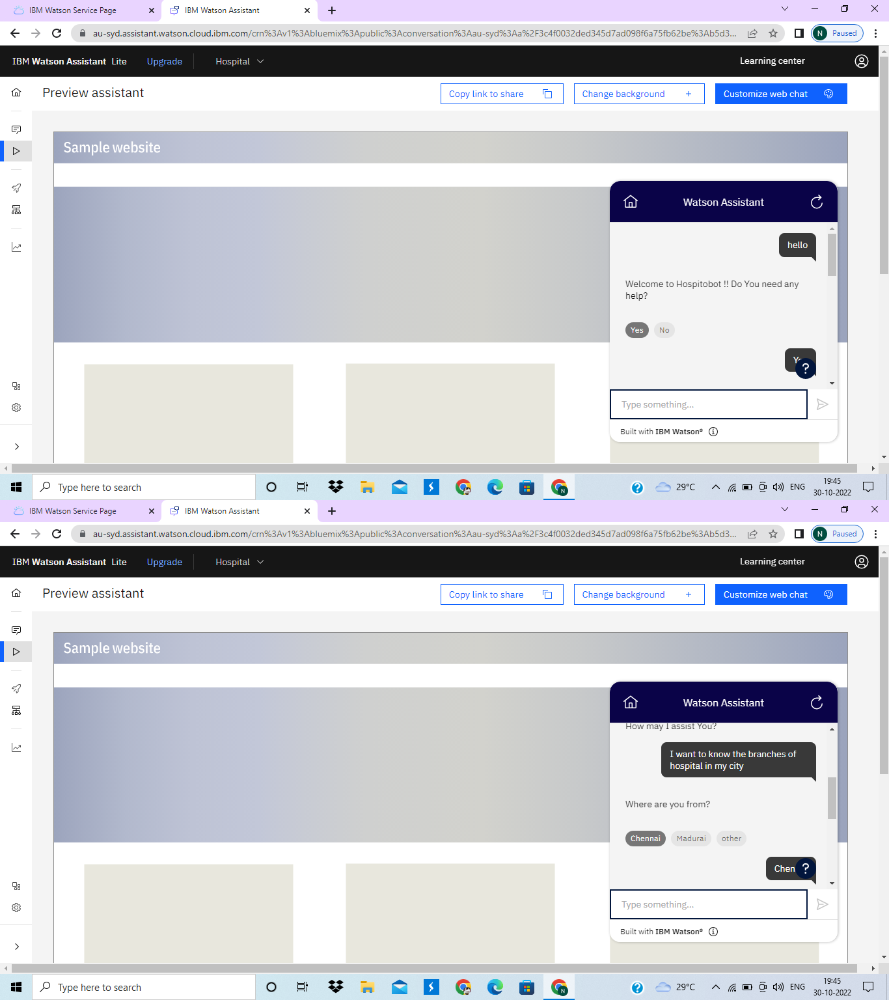 IBM Watson Service Page
IBM Watson Assistant
au-syd.assistant.watson.cloud.ibm.com/crn%3Av1%3Abluemix%3Apublic%3Aconversation%3Aau-syd%3Aa%2F3c4f0032ded345d7ad098f6a75fb62be%3Ab5d3...
N Paused
IBM Watson Assistant Lite Upgrade Hospital Learning center
Preview assistant
Copy link to share
Change background +
Customize web chat
Sample website
Watson Assistant
hello
Welcome to Hospitobot !! Do You need any
help?
Yes No
?
Type something...
Built with IBM Watson®
Type here to search
29°C
ENG
19:45
30-10-2022
IBM Watson Service Page
IBM Watson Assistant
au-syd.assistant.watson.cloud.ibm.com/crn%3Av1%3Abluemix%3Apublic%3Aconversation%3Aau-syd%3Aa%2F3c4f0032ded345d7ad098f6a75fb62be%3Ab5d3...
N Paused
IBM Watson Assistant Lite Upgrade Hospital Learning center
Preview assistant
Copy link to share
Change background +
Customize web chat
Sample website
Watson Assistant
How may I assist You?
I want to know the branches of
hospital in my city
Where are you from?
Chennai Madurai other
?
Type something...
Built with IBM Watson®
Type here to search
29°C
ENG
19:45
30-10-2022